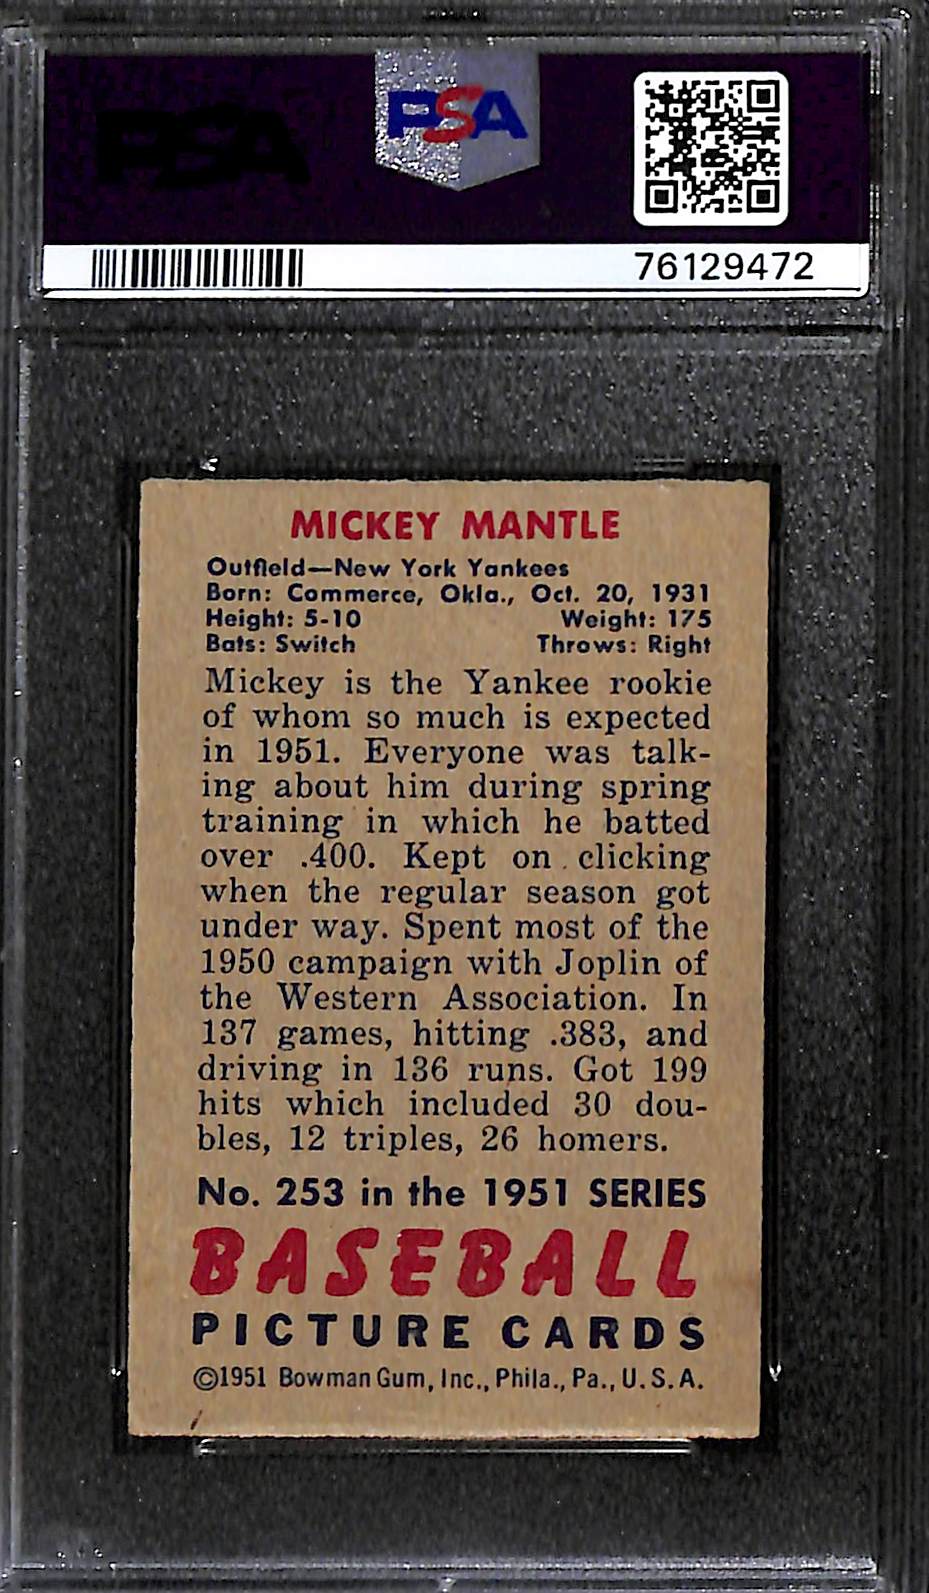 PSA
PSA
76129472
MICKEY MANTLE
Outfield—New York Yankees
Born: Commerce, Okla., Oct. 20, 1931
Height: 5-10 Weight: 175
Bats: Switch Throws: Right
Mickey is the Yankee rookie
of whom so much is expected
in 1951. Everyone was talk-
ing about him during spring
training in which he batted
over .400. Kept on clicking
when the regular season got
under way. Spent most of the
1950 campaign with Joplin of
the Western Association. In
137 games, hitting .383, and
driving in 136 runs. Got 199
hits which included 30 dou-
bles, 12 triples, 26 homers.
No. 253 in the 1951 SERIES
BASEBALL
PICTURE CARDS
©1951 Bowman Gum, Inc., Phila., Pa., U.S.A.